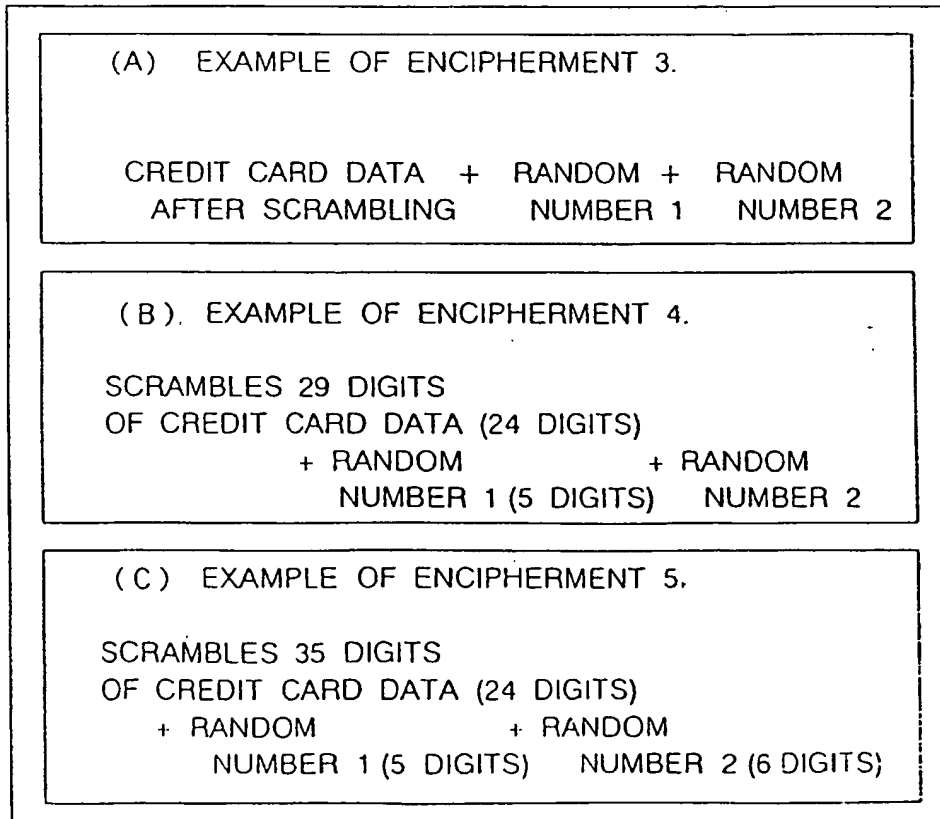 (A) EXAMPLE OF ENCIPHERMENT 3.
CREDIT CARD DATA + RANDOM + RANDOM
AFTER SCRAMBLING NUMBER 1 NUMBER 2
(B). EXAMPLE OF ENCIPHERMENT 4.
SCRAMBLES 29 DIGITS
OF CREDIT CARD DATA (24 DIGITS)
+ RANDOM + RANDOM
NUMBER 1 (5 DIGITS) NUMBER 2
(C) EXAMPLE OF ENCIPHERMENT 5.
SCRAMBLES 35 DIGITS
OF CREDIT CARD DATA (24 DIGITS)
+ RANDOM + RANDOM
NUMBER 1 (5 DIGITS) NUMBER 2 (6 DIGITS)